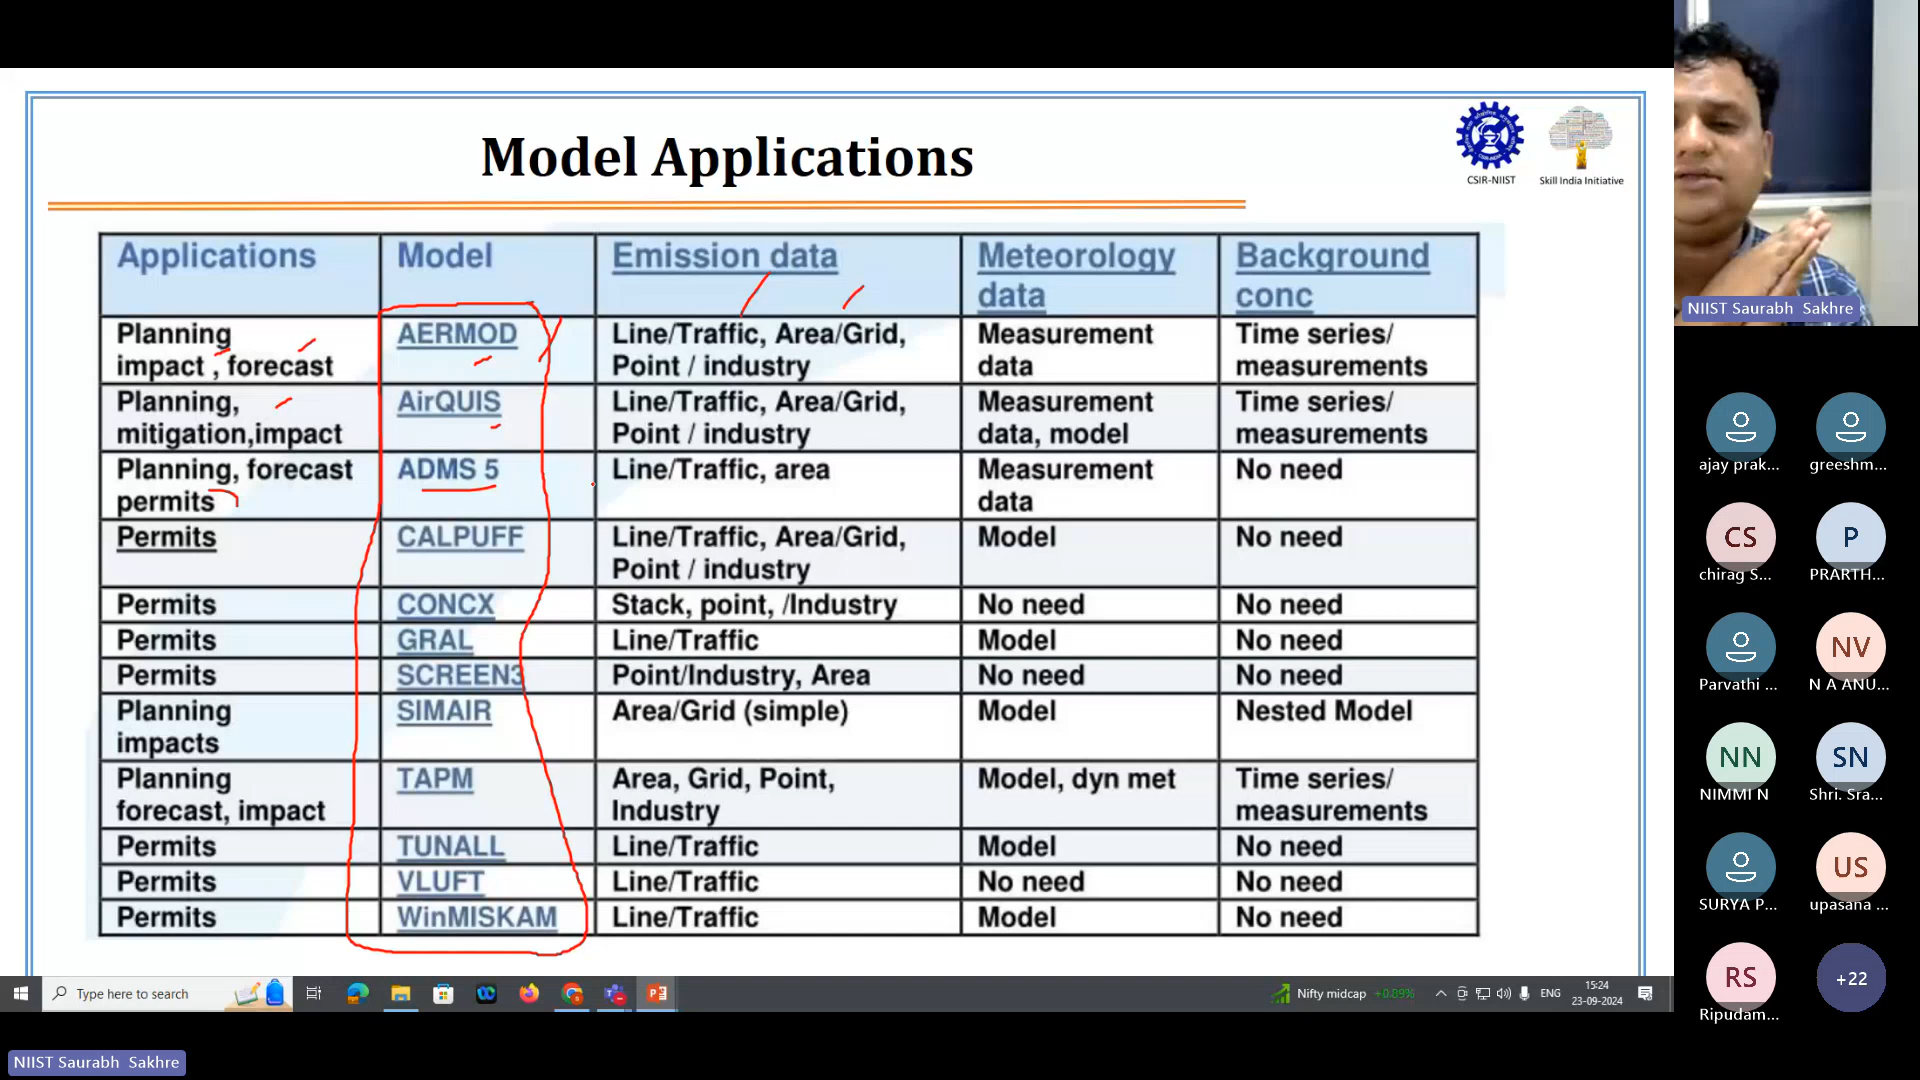 Model Applications
CSIR-NIIST
Skill India Initiative
Applications
Model
Emission data
Meteorology
data
Background
conc
Planning
impact , forecast
AERMOD
Line/Traffic, Area/Grid,
Point / industry
Measurement
data
Time series/
measurements
Planning,
mitigation,impact
AirQUIS
Line/Traffic, Area/Grid,
Point / industry
Measurement
data, model
Time series/
measurements
Planning, forecast
permits
ADMS 5
Line/Traffic, area
Measurement
data
No need
Permits
CALPUFF
Line/Traffic, Area/Grid,
Point / industry
Model
No need
Permits
CONCX
Stack, point, /Industry
No need
No need
Permits
GRAL
Line/Traffic
Model
No need
Permits
SCREEN3
Point/Industry, Area
No need
No need
Planning
impacts
SIMAIR
Area/Grid (simple)
Model
Nested Model
Planning
forecast, impact
TAPM
Area, Grid, Point,
Industry
Model, dyn met
Time series/
measurements
Permits
TUNALL
Line/Traffic
Model
No need
Permits
VLUFT
Line/Traffic
No need
No need
Permits
WinMISKAM
Line/Traffic
Model
No need
Type here to search
Nifty midcap +0.09%
ENG
15:24
23-09-2024
NIIST Saurabh Sakhre
NIIST Saurabh Sakhre
ajay prak...
greeshm...
CS
chirag S...
P
PRARTH...
Parvathi ...
NV
N A ANU...
NN
NIMMI N
SN
Shri. Sra...
SURYA P...
US
upasana ...
RS
Ripudam...
+22